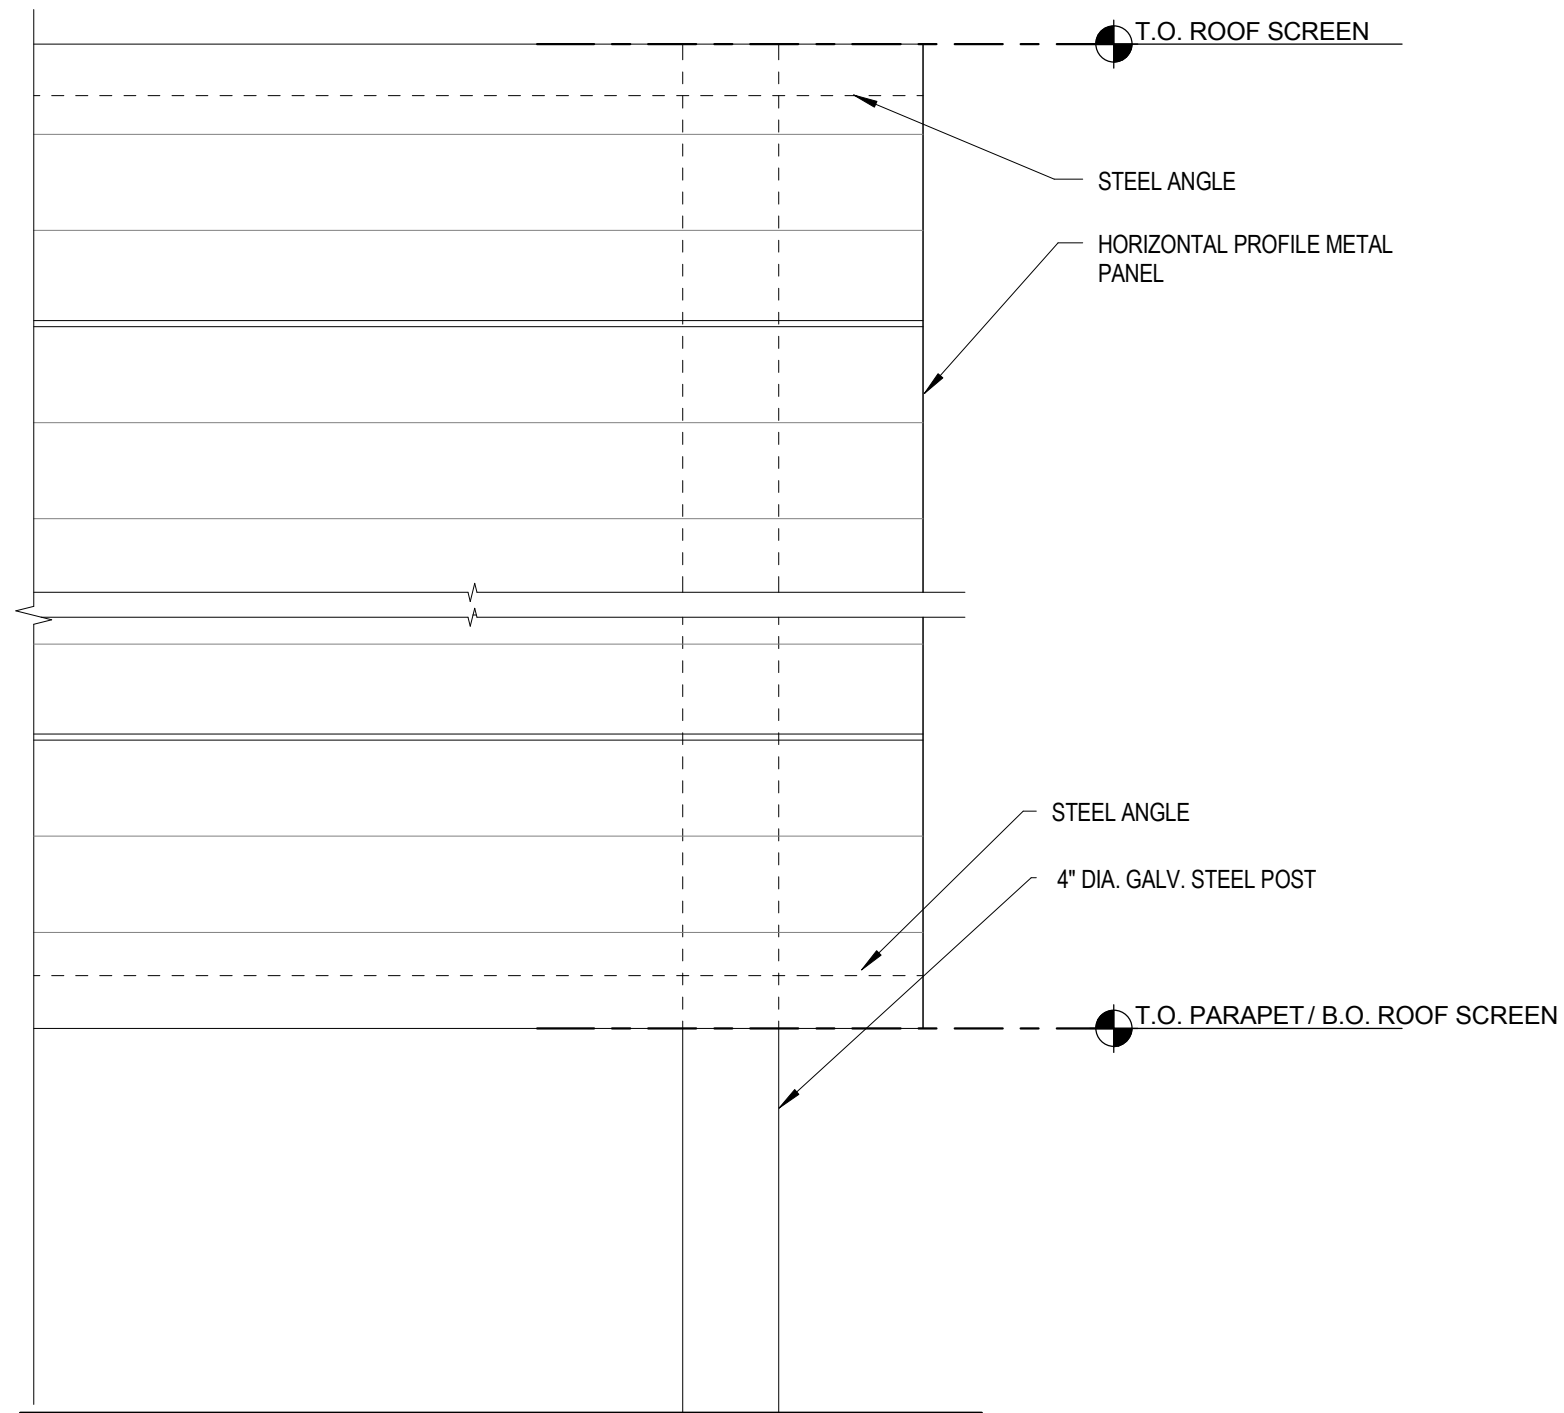 T.O. ROOF SCREEN
STEEL ANGLE
HORIZONTAL PROFILE METAL
PANEL
STEEL ANGLE
4" DIA. GALV. STEEL POST
T.O. PARAPET / B.O. ROOF SCREEN